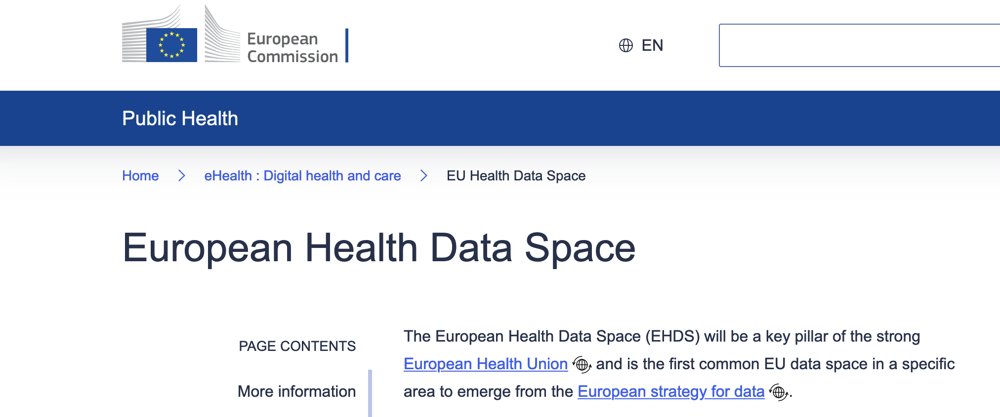 European
Commission
EN
Public Health
Home
eHealth : Digital health and care
EU Health Data Space
European Health Data Space
PAGE CONTENTS
More information
The European Health Data Space (EHDS) will be a key pillar of the strong
European Health Union and is the first common EU data space in a specific
area to emerge from the European strategy for data.